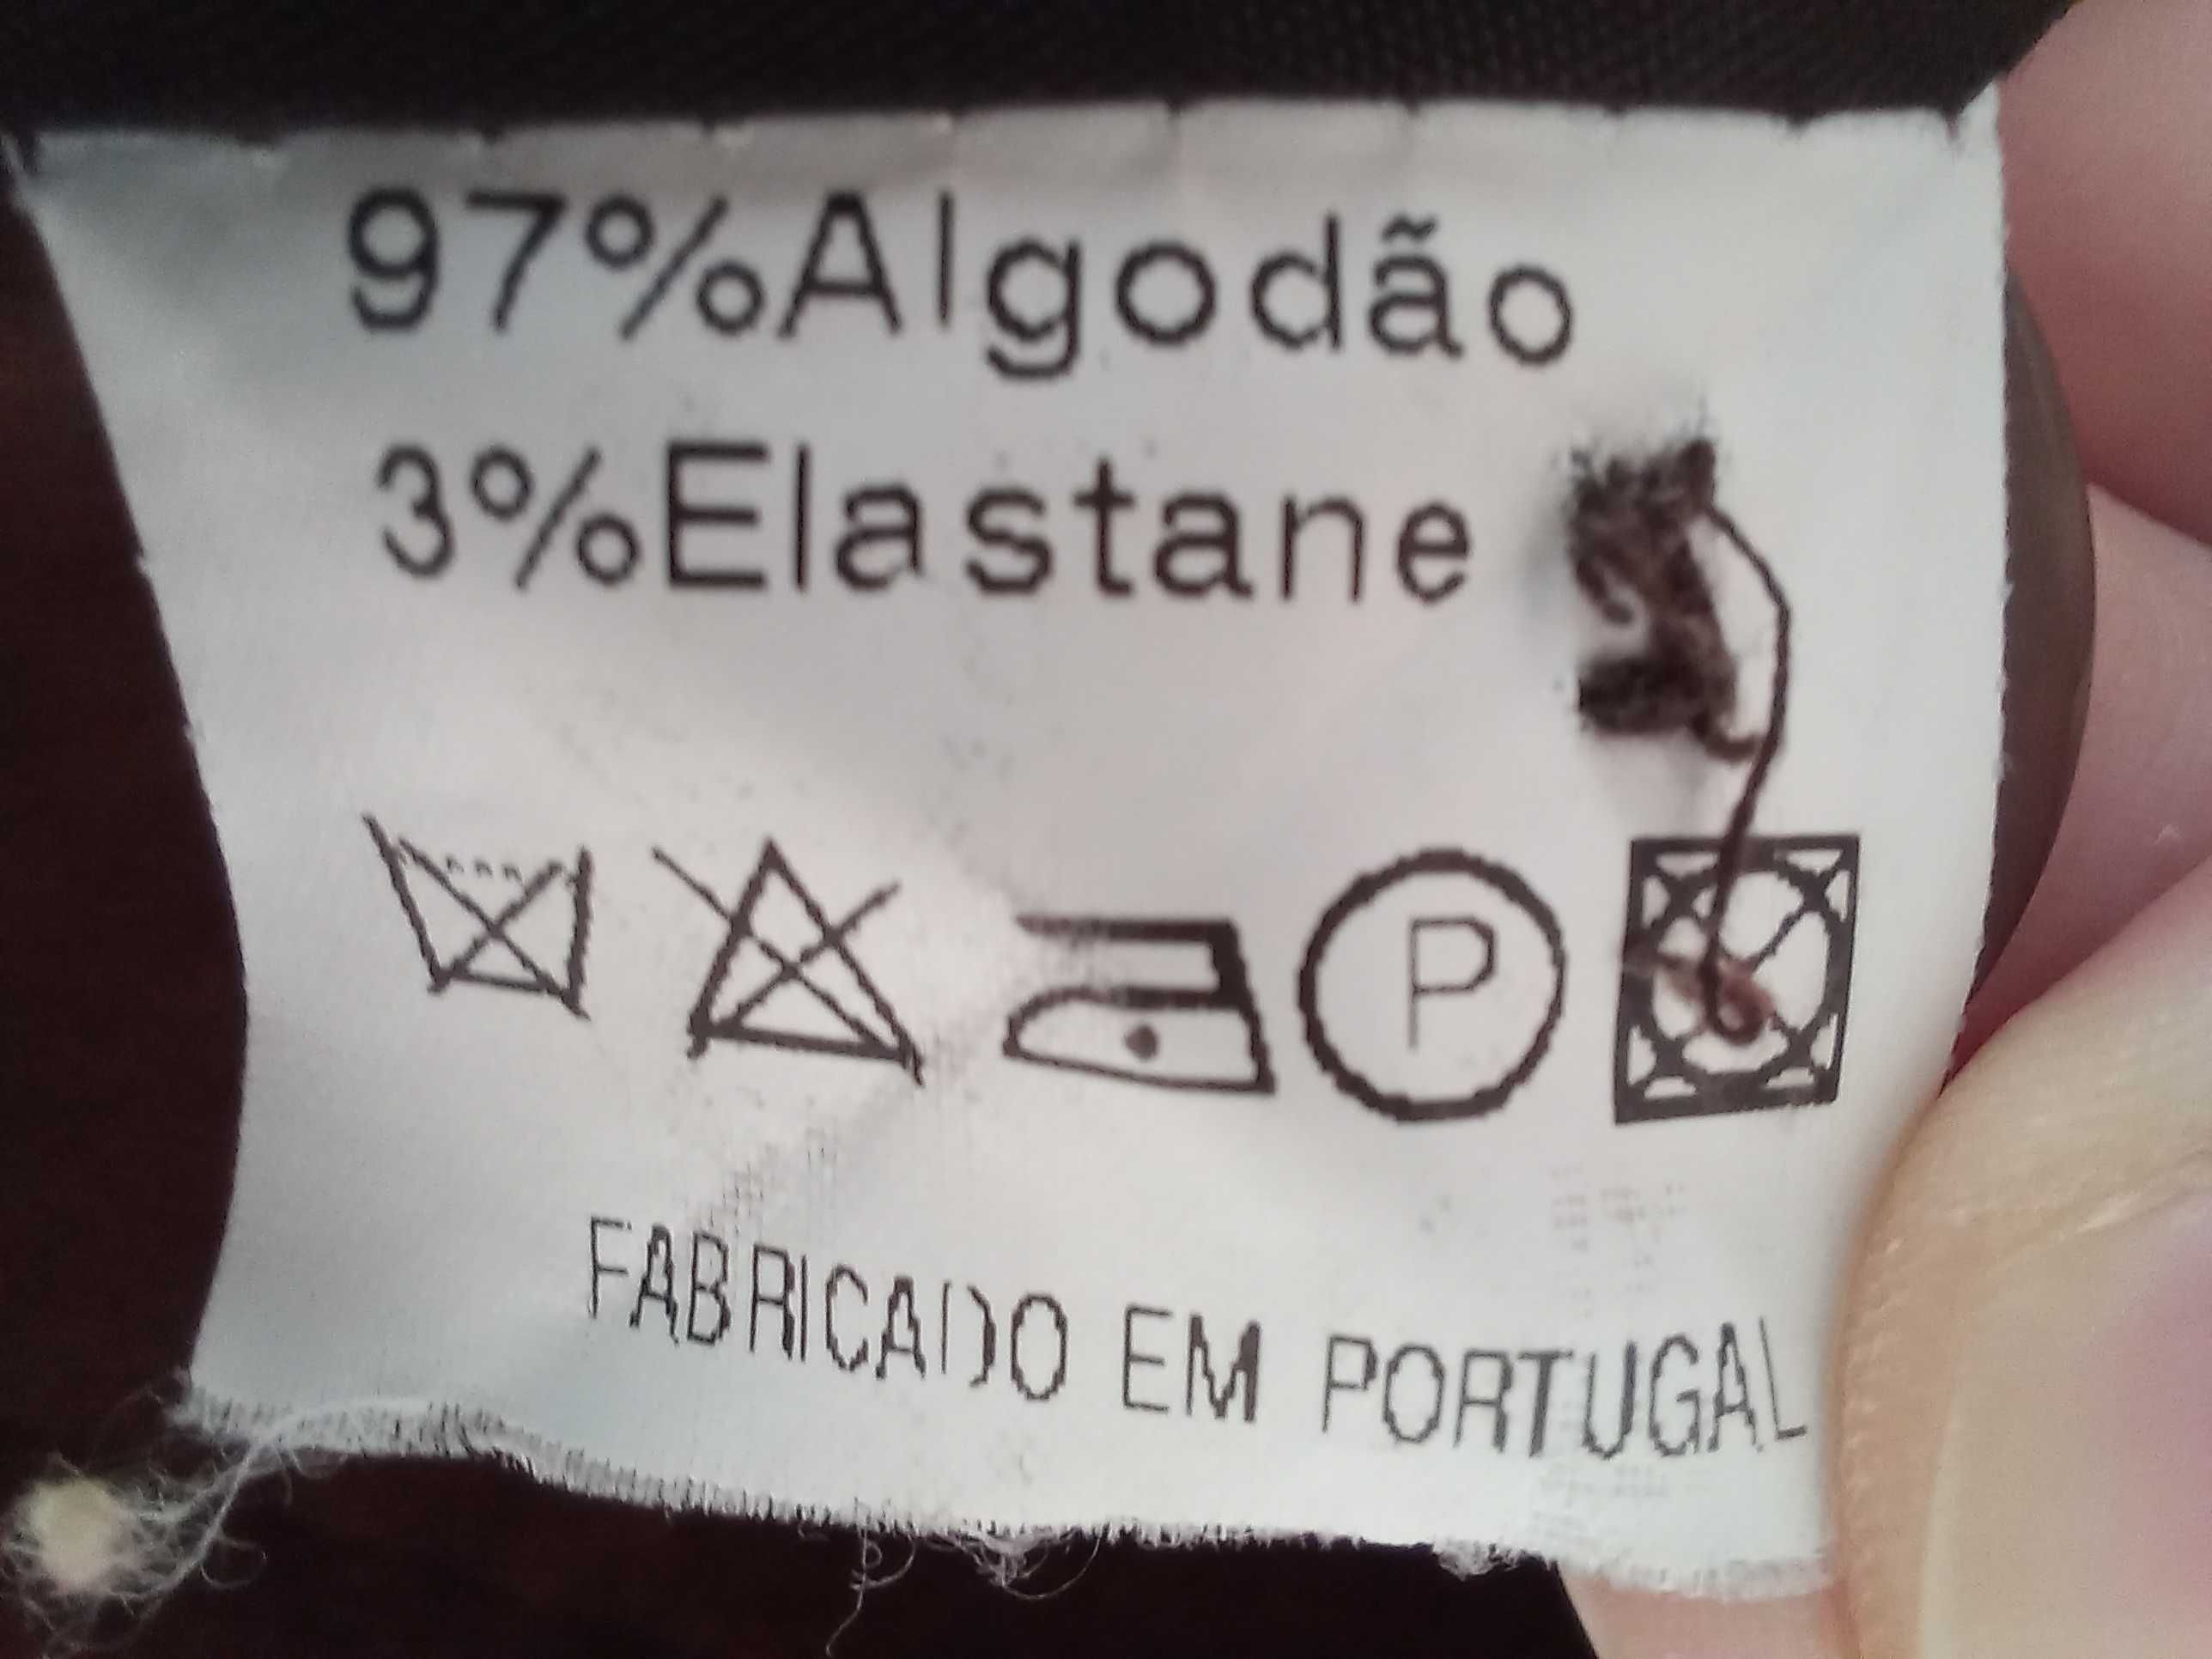 97%Algodão
3%Elastane
P
FABRICADO EM PORTUGAL